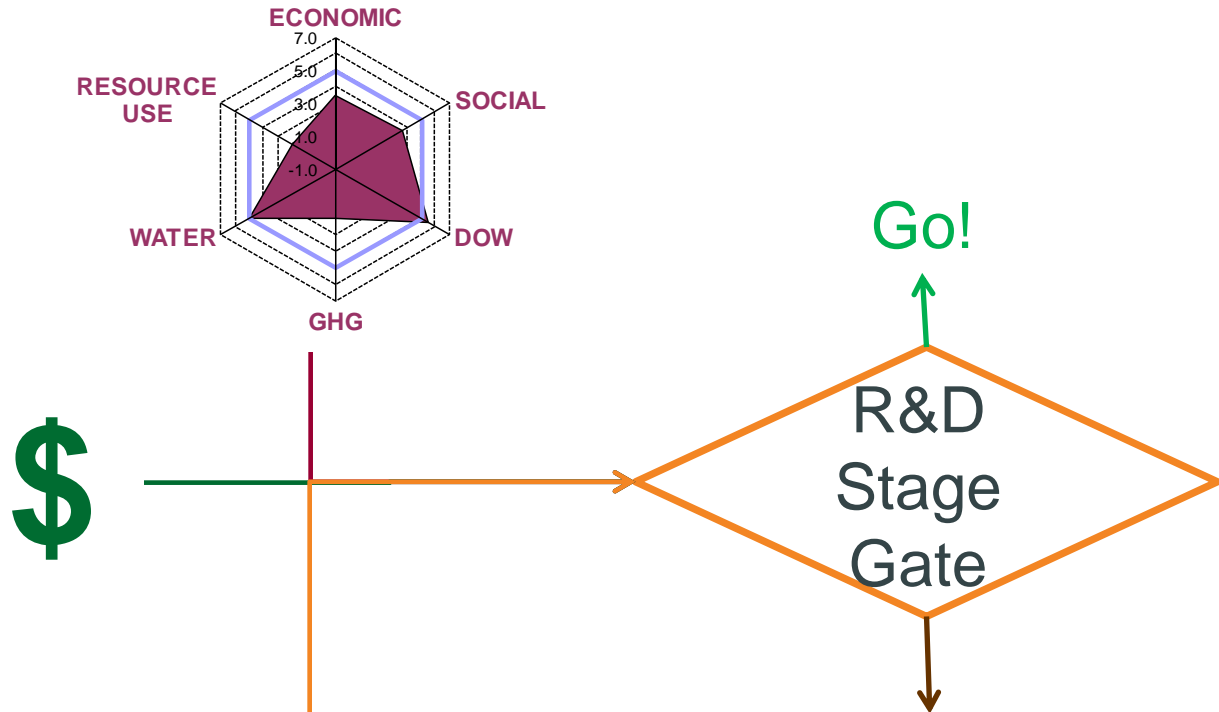 ECONOMIC
7.0
5.0
3.0
1.0
-1.0
RESOURCE
USE
SOCIAL
WATER
DOW
GHG
Go!
$
R&D
Stage
Gate